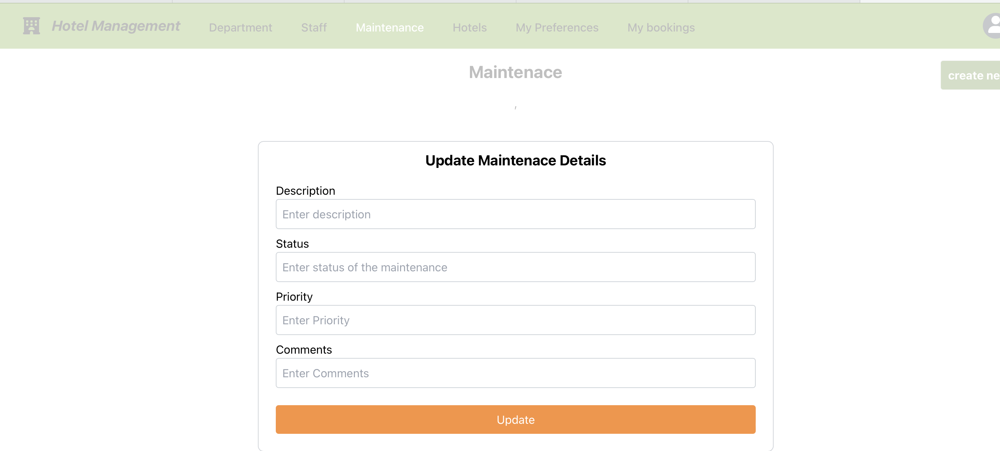 Hotel Management Department Staff Maintenance Hotels My Preferences My bookings
Maintenace
create ne
,
Update Maintenace Details
Description
Enter description
Status
Enter status of the maintenance
Priority
Enter Priority
Comments
Enter Comments
Update